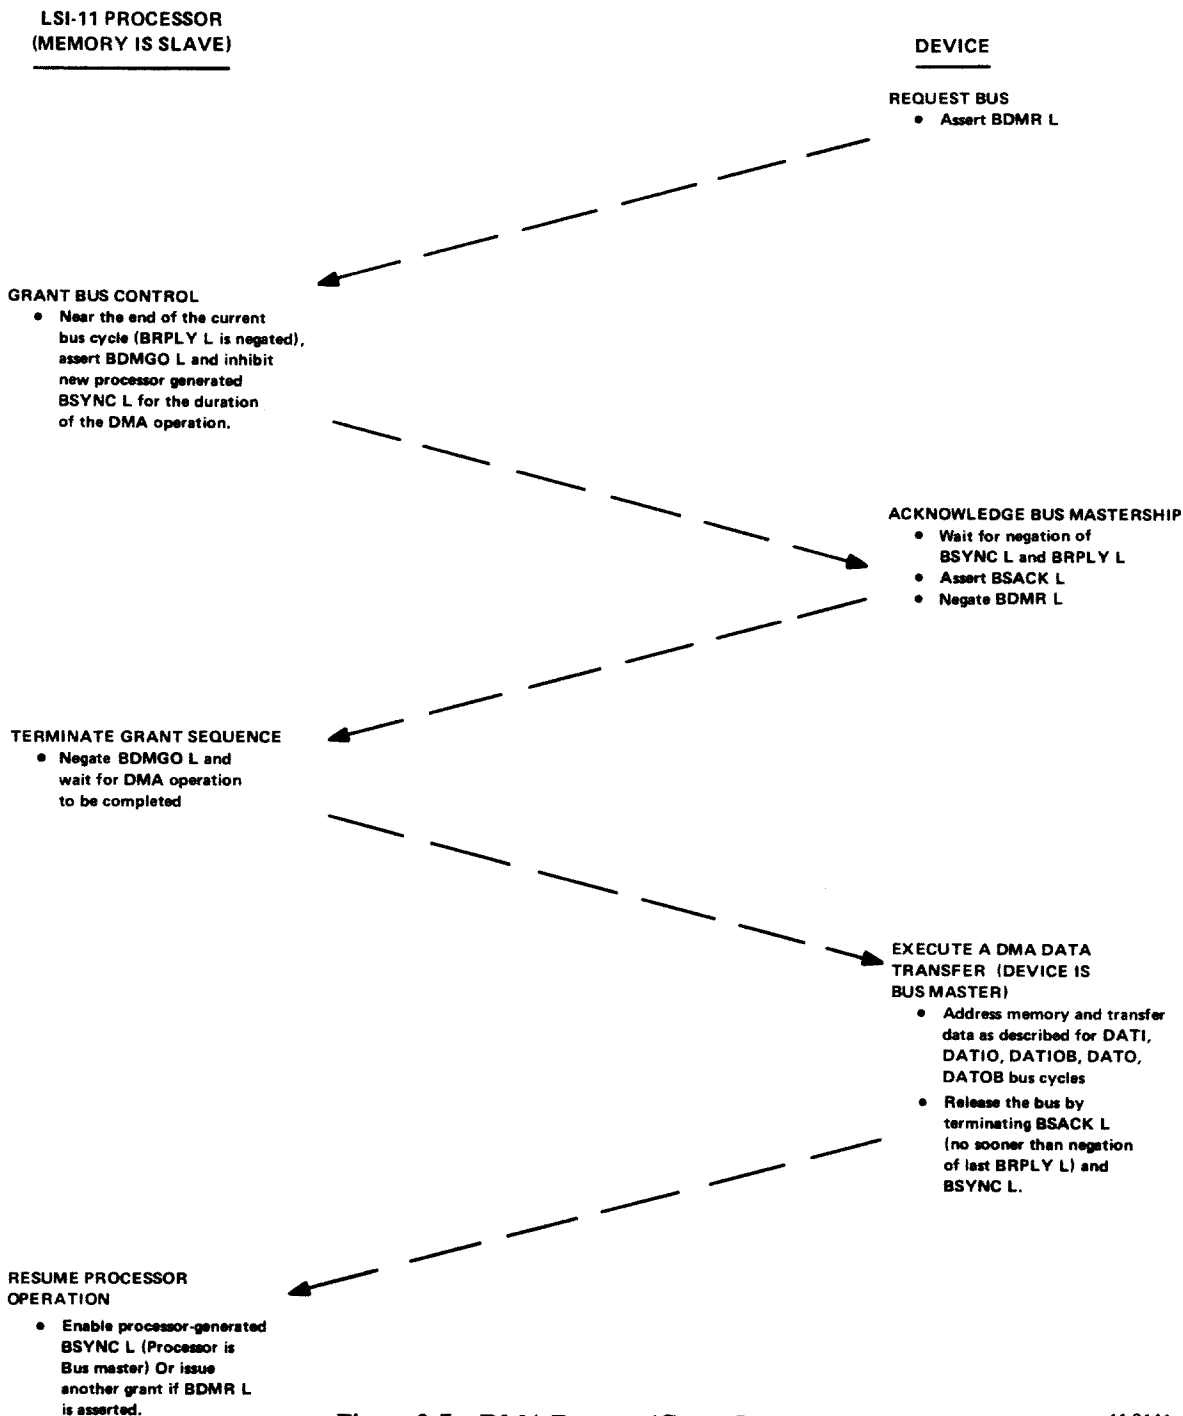 LSI-11 PROCESSOR
(MEMORY IS SLAVE)
DEVICE
REQUEST BUS
• Assert BDMR L
GRANT BUS CONTROL
• Near the end of the current
bus cycle (BRPLY L is negated),
assert BDMGO L and inhibit
new processor generated
BSYNC L for the duration
of the DMA operation.
ACKNOWLEDGE BUS MASTERSHIP
• Wait for negation of
BSYNC L and BRPLY L
• Assert BSACK L
• Negate BDMR L
TERMINATE GRANT SEQUENCE
• Negate BDMGO L and
wait for DMA operation
to be completed
EXECUTE A DMA DATA
TRANSFER (DEVICE IS
BUS MASTER)
• Address memory and transfer
data as described for DATI,
DATIO, DATIOB, DATO,
DATOB bus cycles
• Release the bus by
terminating BSACK L
(no sooner than negation
of last BRPLY L) and
BSYNC L.
RESUME PROCESSOR
OPERATION
• Enable processor-generated
BSYNC L (Processor is
Bus master) Or issue
another grant if BDMR L
is asserted.